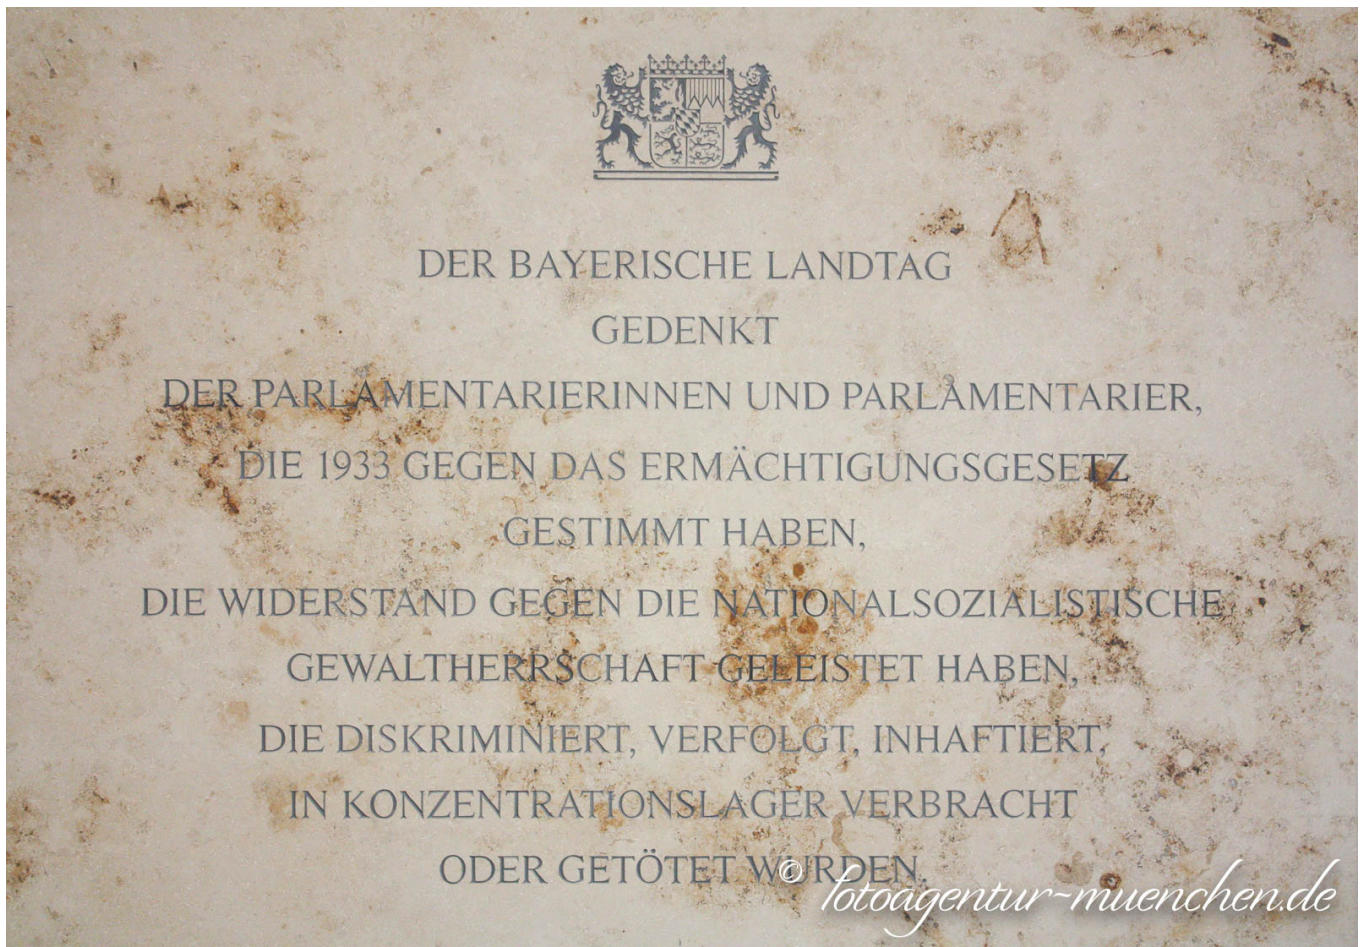 DER BAYERISCHE LANDTAG
GEDENKT
DER PARLAMENTARIERINNEN UND PARLAMENTARIER,
DIE 1933 GEGEN DAS ERMÄCHTIGUNGSGESETZ
GESTIMMT HABEN,
DIE WIDERSTAND GEGEN DIE NATIONALSOZIALISTISCHE
GEWALTHERRSCHAFT GELEISTET HABEN,
DIE DISKRIMINIERT, VERFOLGT, INHAFTIERT,
IN KONZENTRATIONSLAGER VERBRACHT
ODER GETÖTET WURDEN.
© fotoagentur-muenchen.de